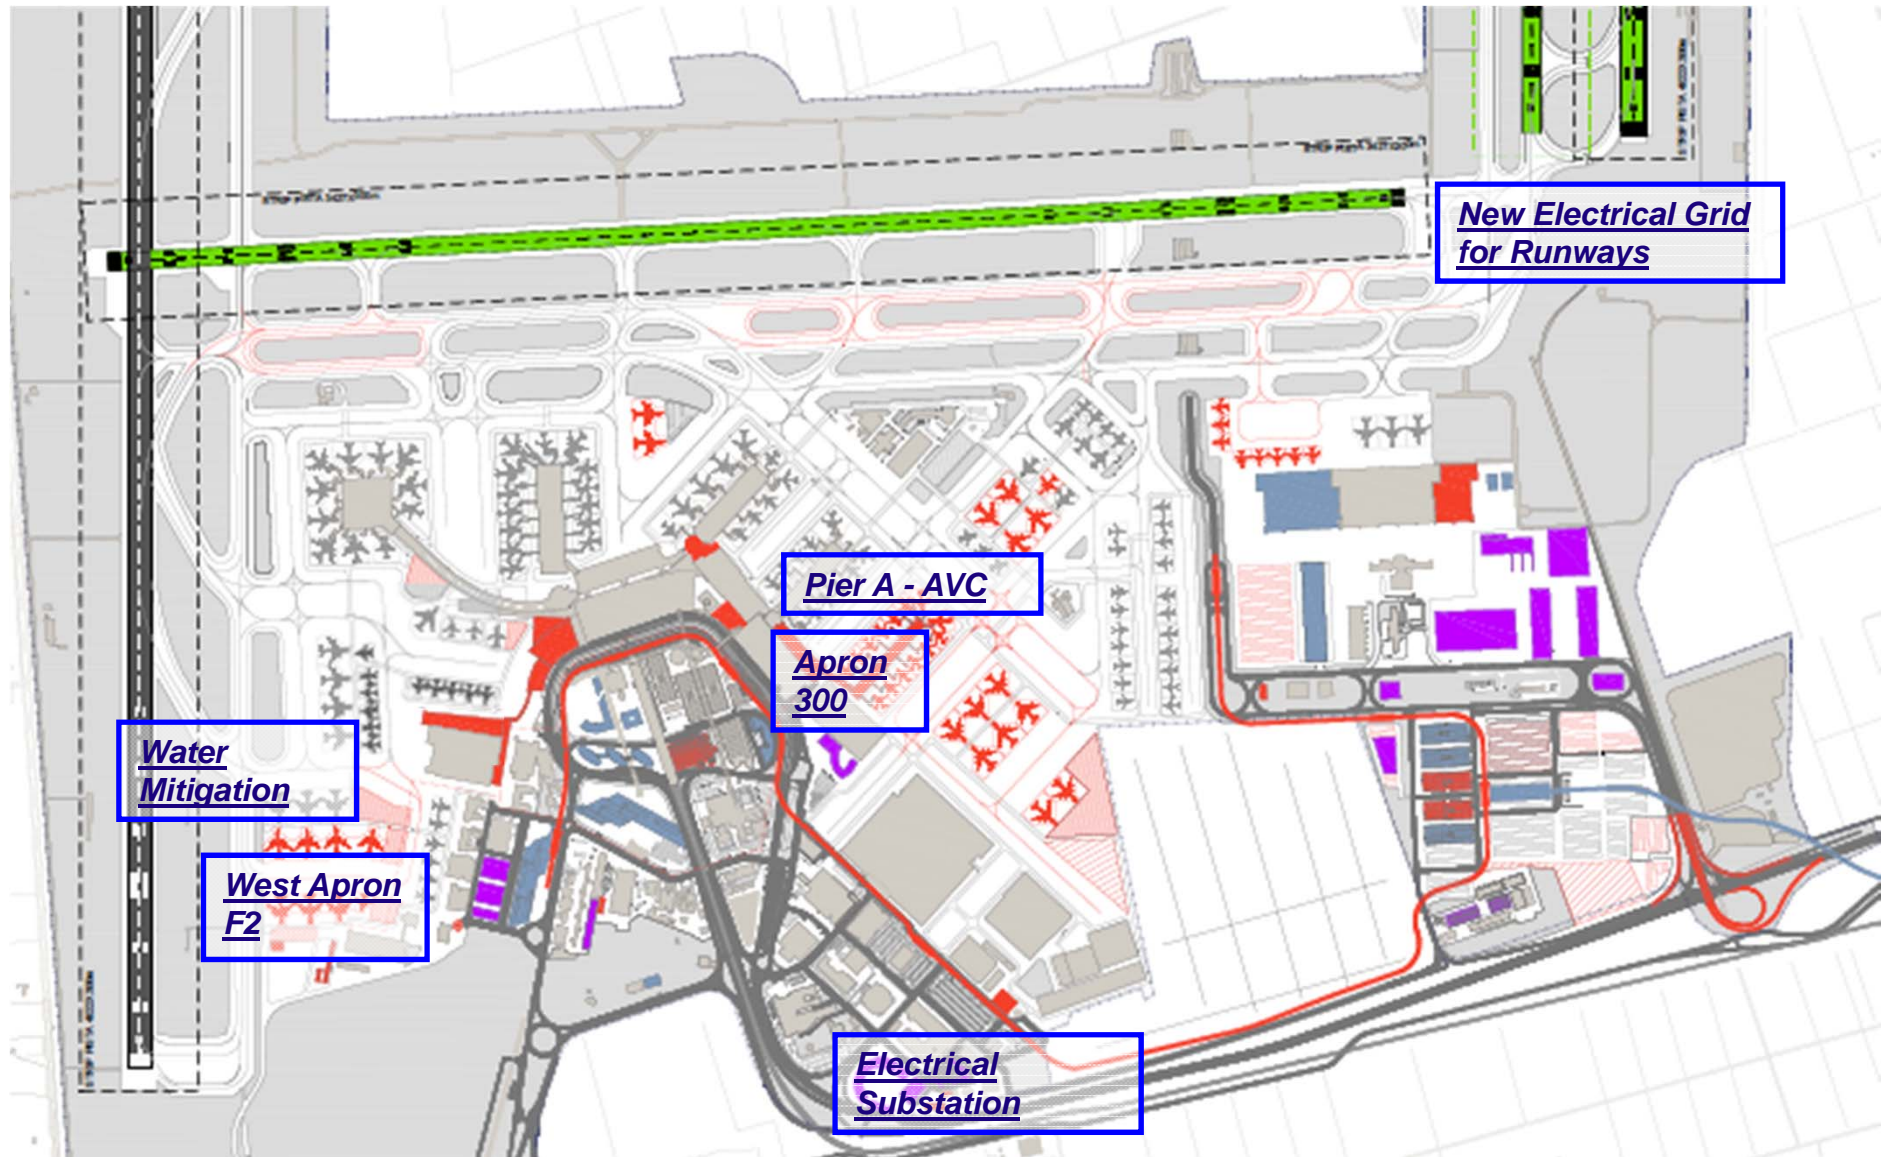 New Electrical Grid
for Runways
Pier A - AVC
Apron
300
Water
Mitigation
West Apron
F2
Electrical
Substation